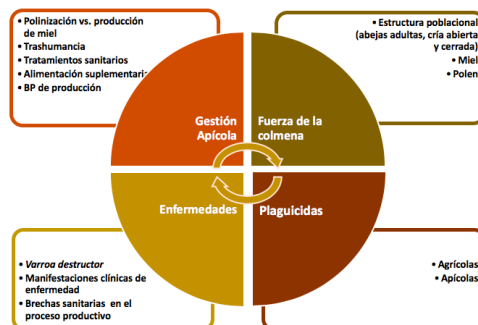 • Polinización vs. producción
de miel
• Trashumancia
• Tratamientos sanitarios
• Alimentación suplementaria
• BP de producción
• Estructura poblacional
(abejas adultas, cría abierta
y cerrada)
• Miel
• Polen
Gestión
Apícola
Fuerza de la
colmena
Enfermedades
Plaguicidas
• Varroa destructor
• Manifestaciones clínicas de
enfermedad
• Brechas sanitarias en el
proceso productivo
• Agrícolas
• Apícolas